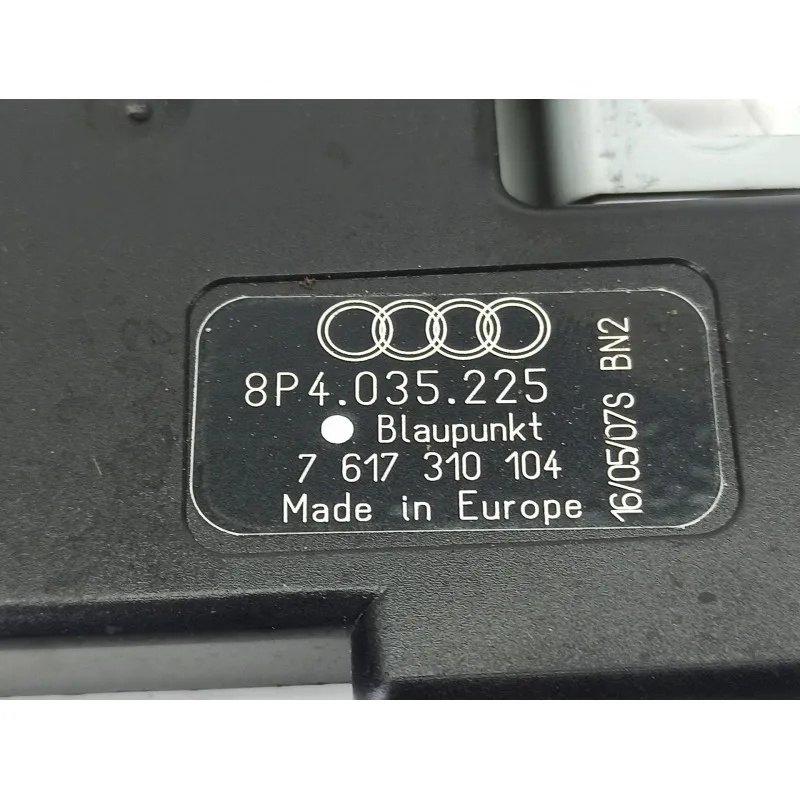 8P4.035.225
Blaupunkt
7 617 310 104
Made in Europe
16/05/07S BN2